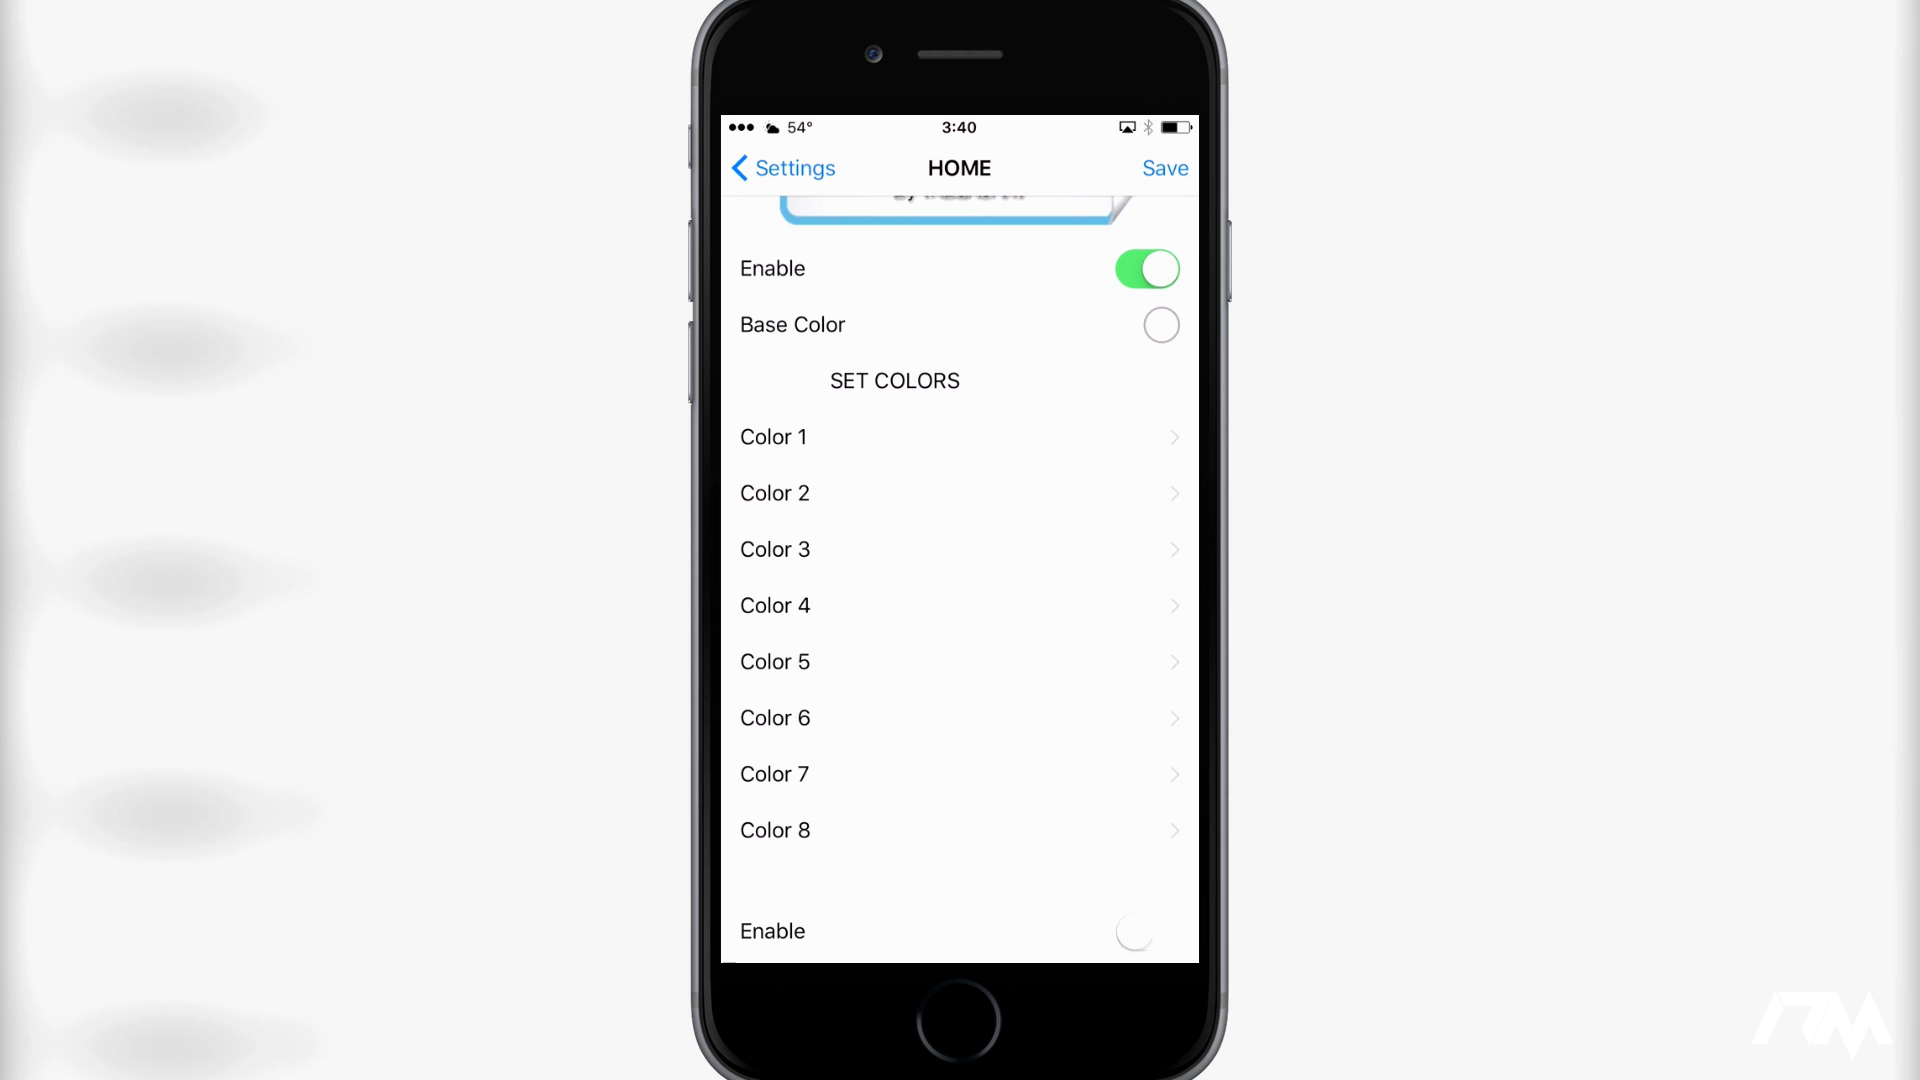 54° 3:40
Settings HOME Save
Enable
Base Color
SET COLORS
Color 1
Color 2
Color 3
Color 4
Color 5
Color 6
Color 7
Color 8
Enable